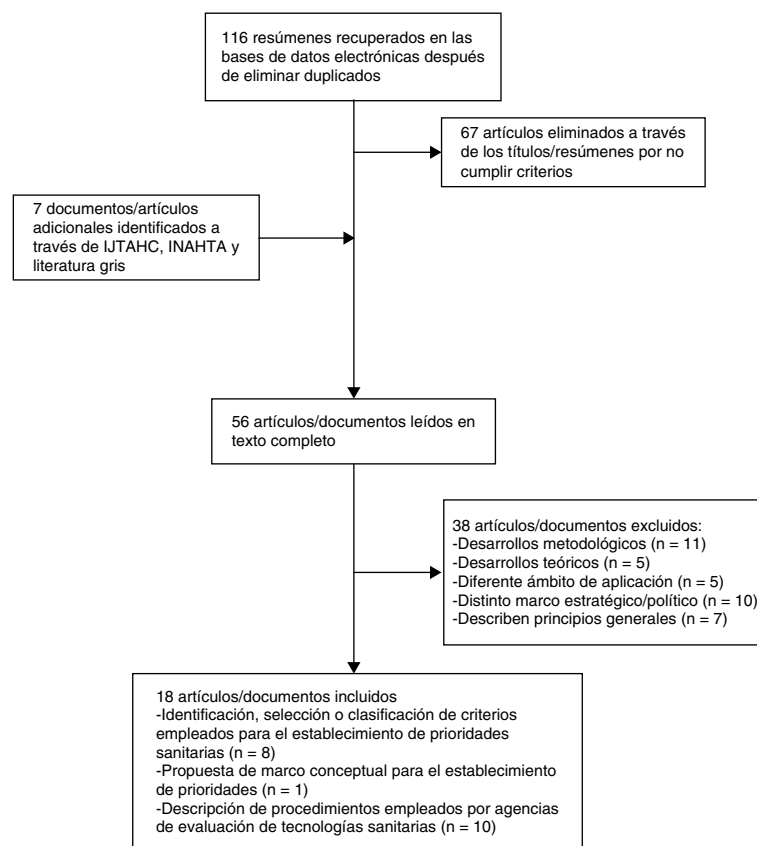 116 resúmenes recuperados en las
bases de datos electrónicas después
de eliminar duplicados
67 artículos eliminados a través
de los títulos/resúmenes por no
cumplir criterios
7 documentos/artículos
adicionales identificados a
través de IJTAHC, INAHTA y
literatura gris
56 artículos/documentos leídos en
texto completo
38 artículos/documentos excluidos:
-Desarrollos metodológicos (n = 11)
-Desarrollos teóricos (n = 5)
-Diferente ámbito de aplicación (n = 5)
-Distinto marco estratégico/político (n = 10)
-Describen principios generales (n = 7)
18 artículos/documentos incluidos
-Identificación, selección o clasificación de criterios
empleados para el establecimiento de prioridades
sanitarias (n = 8)
-Propuesta de marco conceptual para el establecimiento
de prioridades (n = 1)
-Descripción de procedimientos empleados por agencias
de evaluación de tecnologías sanitarias (n = 10)